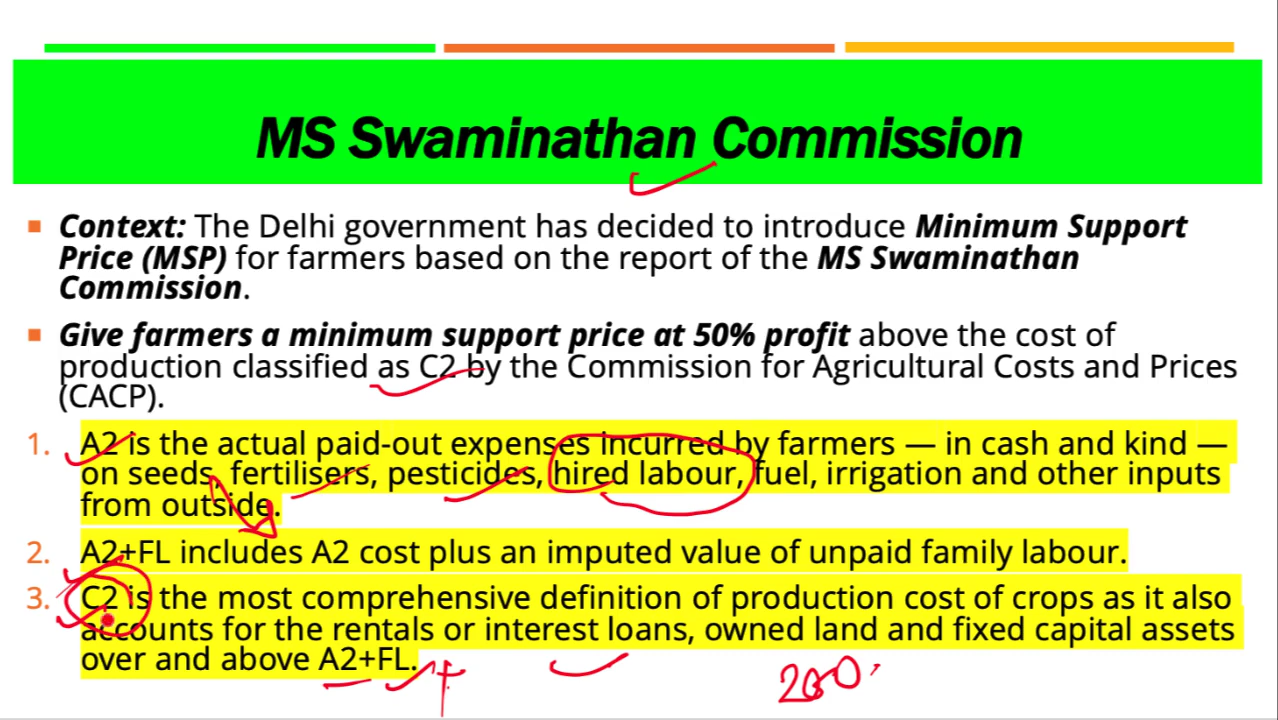 MS Swaminathan Commission
Context: The Delhi government has decided to introduce Minimum Support
Price (MSP) for farmers based on the report of the MS Swaminathan
Commission.
Give farmers a minimum support price at 50% profit above the cost of
production classified as C2 by the Commission for Agricultural Costs and Prices
(CACP).
1. A2 is the actual paid-out expenses incurred by farmers — in cash and kind —
on seeds, fertilisers, pesticides, hired labour, fuel, irrigation and other inputs
from outside.
2. A2+FL includes A2 cost plus an imputed value of unpaid family labour.
3. C2 is the most comprehensive definition of production cost of crops as it also
accounts for the rentals or interest loans, owned land and fixed capital assets
over and above A2+FL.